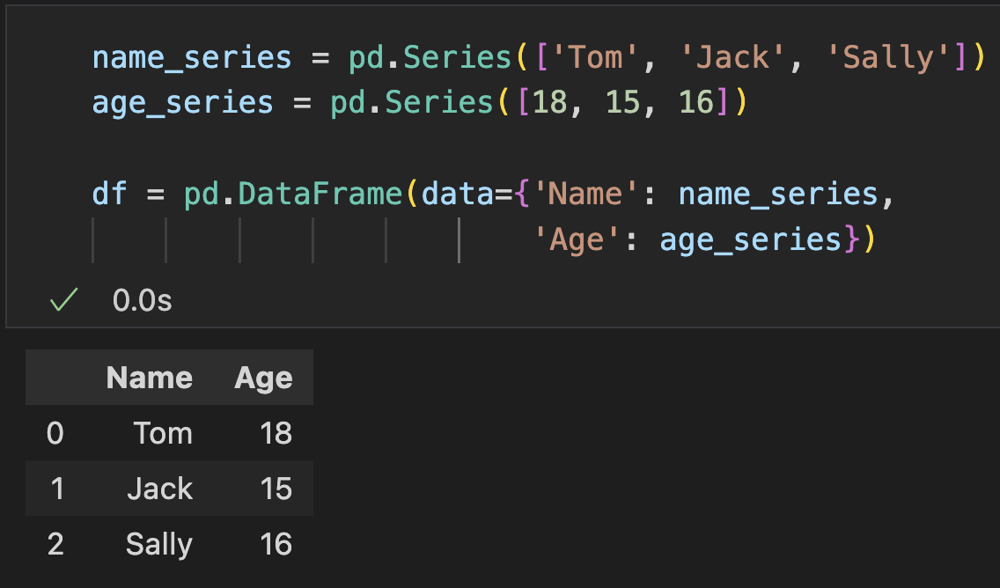 name_series = pd.Series(['Tom', 'Jack', 'Sally'])
age_series = pd.Series([18, 15, 16])
df = pd.DataFrame(data={'Name': name_series,
'Age': age_series})
✓ 0.0s
Name Age
0 Tom 18
1 Jack 15
2 Sally 16